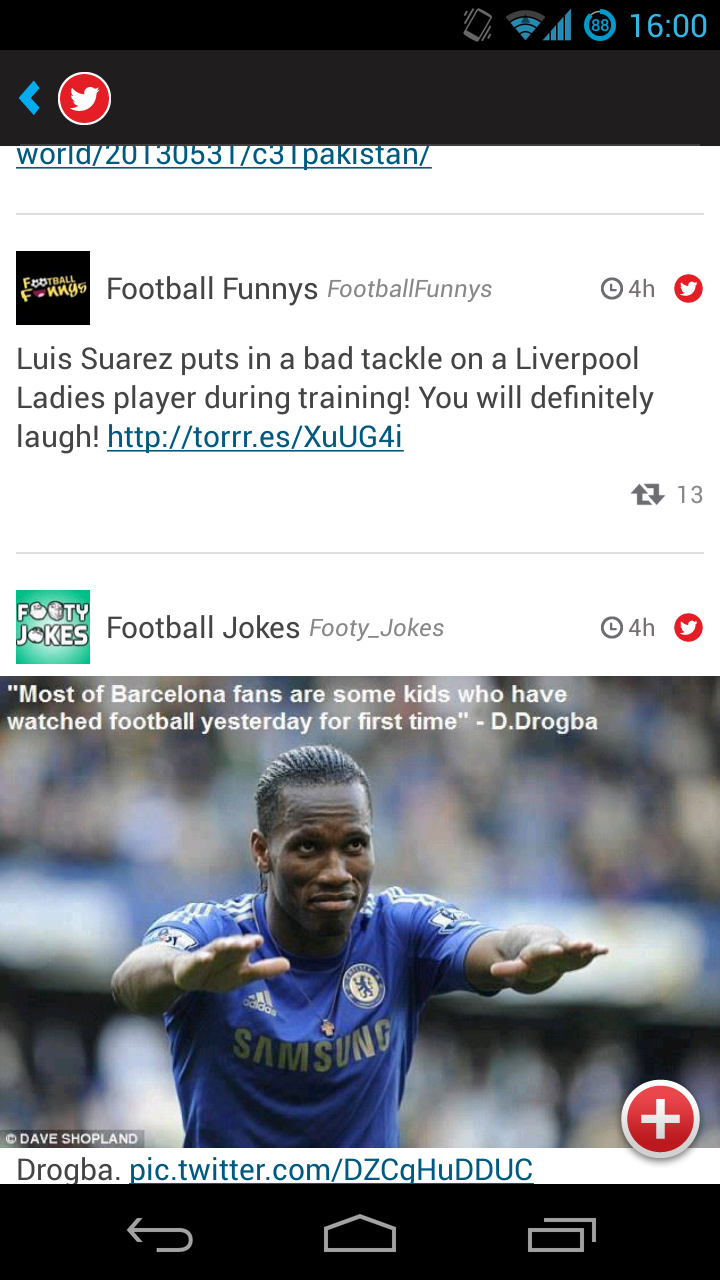 88 16:00
world/20130531/c31pakistan/
FOOTBALL
FUNNYS
Football Funnys FootballFunnys 4h
Luis Suarez puts in a bad tackle on a Liverpool
Ladies player during training! You will definitely
laugh! http://torrr.es/XuUG4i
13
FOOTY
JOKES
Football Jokes Footy_Jokes 4h
"Most of Barcelona fans are some kids who have
watched football yesterday for first time" - D.Drogba
adidas
SAMSUNG
© DAVE SHOPLAND
Drogba. pic.twitter.com/DZCgHuDDUC